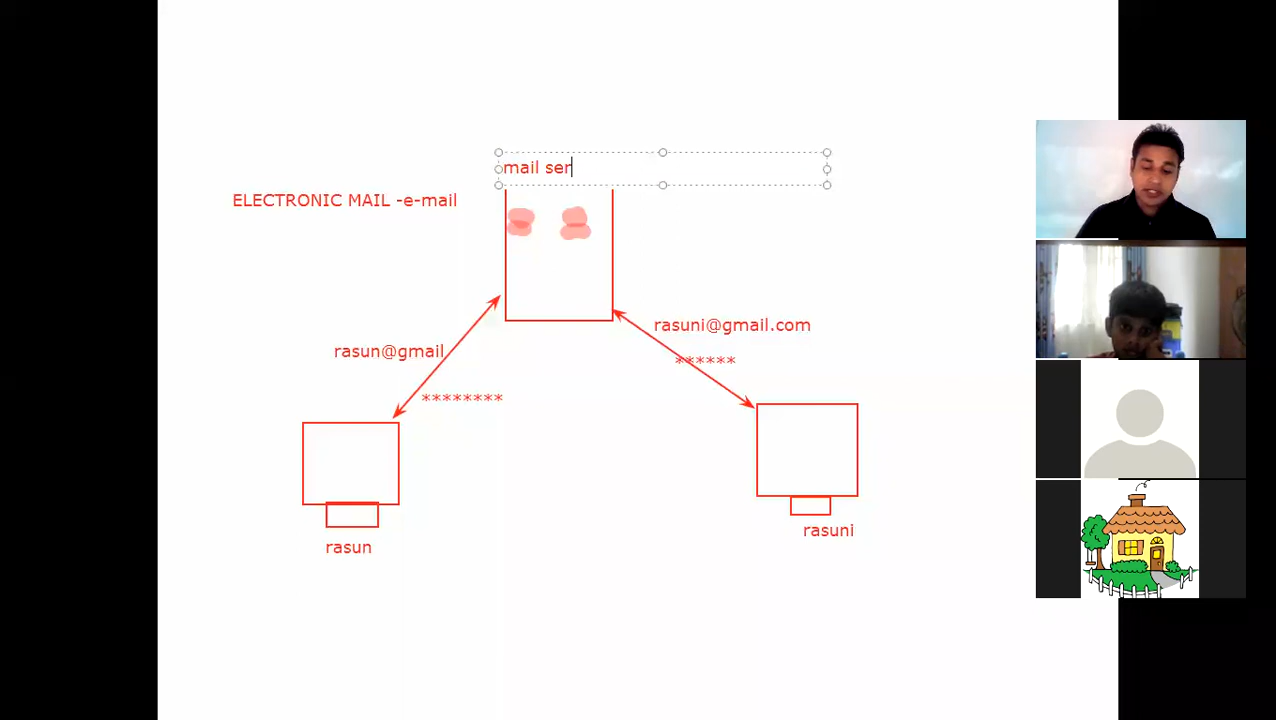 mail ser
ELECTRONIC MAIL -e-mail
rasuni@gmail.com
rasun@gmail
******
********
rasuni
rasun